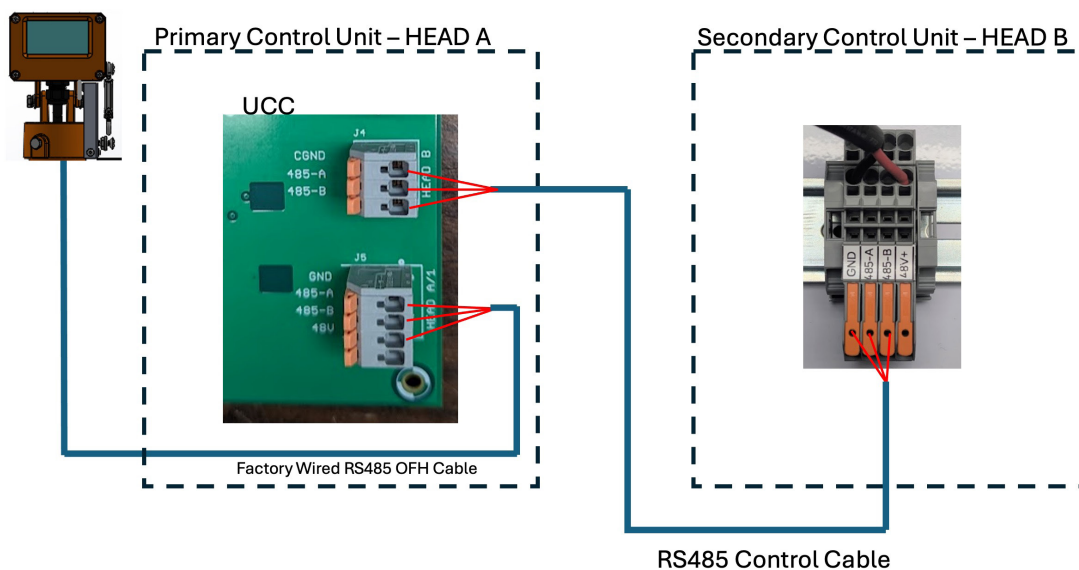 Primary Control Unit – HEAD A
Secondary Control Unit – HEAD B
UCC
J4
CGND
485-A
485-B
HEAD B
J5
GND
485-A
485-B
48V
HEAD A/1
GND
485-A
485-B
48V+
Factory Wired RS485 OFH Cable
RS485 Control Cable